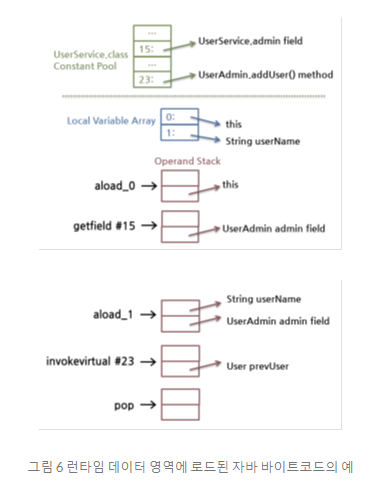 ...
UserService.class
Constant Pool
15:
UserService.admin field
...
23:
UserAdmin.addUser() method
Local Variable Array
0:
this
1:
String userName
Operand Stack
aload_0
this
getfield #15
UserAdmin admin field
aload_1
String userName
UserAdmin admin field
invokevirtual #23
User prevUser
pop
그림 6 런타임 데이터 영역에 로드된 자바 바이트코드의 예